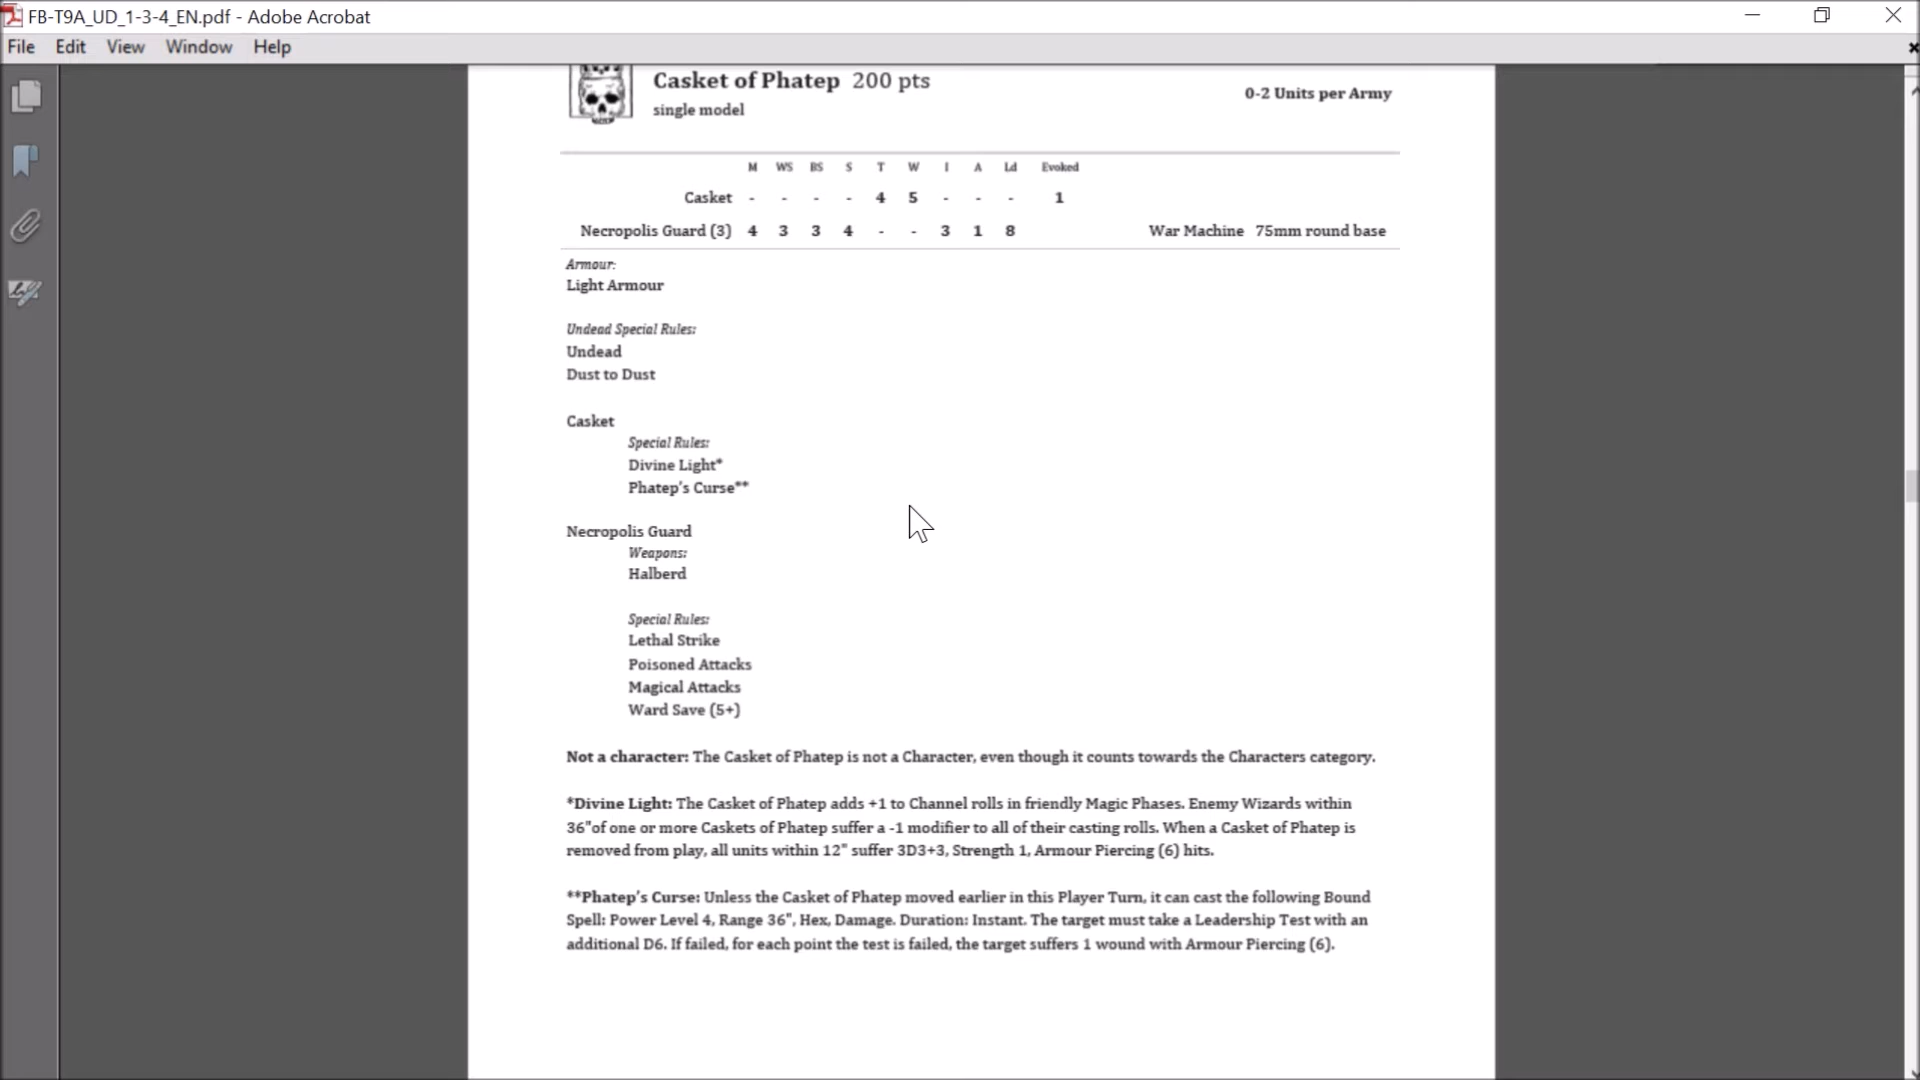 FB-T9A_UD_1-3-4_EN.pdf - Adobe Acrobat
File Edit View Window Help
Casket of Phatep 200 pts
single model
0-2 Units per Army
M WS BS S T W I A Ld Evoked
Casket - - - - 4 5 - - - 1
Necropolis Guard (3) 4 3 3 4 - - 3 1 8 War Machine 75mm round base
Armour:
Light Armour
Undead Special Rules:
Undead
Dust to Dust
Casket
Special Rules:
Divine Light*
Phatep's Curse**
Necropolis Guard
Weapons:
Halberd
Special Rules:
Lethal Strike
Poisoned Attacks
Magical Attacks
Ward Save (5+)
Not a character: The Casket of Phatep is not a Character, even though it counts towards the Characters category.
*Divine Light: The Casket of Phatep adds +1 to Channel rolls in friendly Magic Phases. Enemy Wizards within
36"of one or more Caskets of Phatep suffer a -1 modifier to all of their casting rolls. When a Casket of Phatep is
removed from play, all units within 12" suffer 3D3+3, Strength 1, Armour Piercing (6) hits.
**Phatep's Curse: Unless the Casket of Phatep moved earlier in this Player Turn, it can cast the following Bound
Spell: Power Level 4, Range 36", Hex, Damage. Duration: Instant. The target must take a Leadership Test with an
additional D6. If failed, for each point the test is failed, the target suffers 1 wound with Armour Piercing (6).